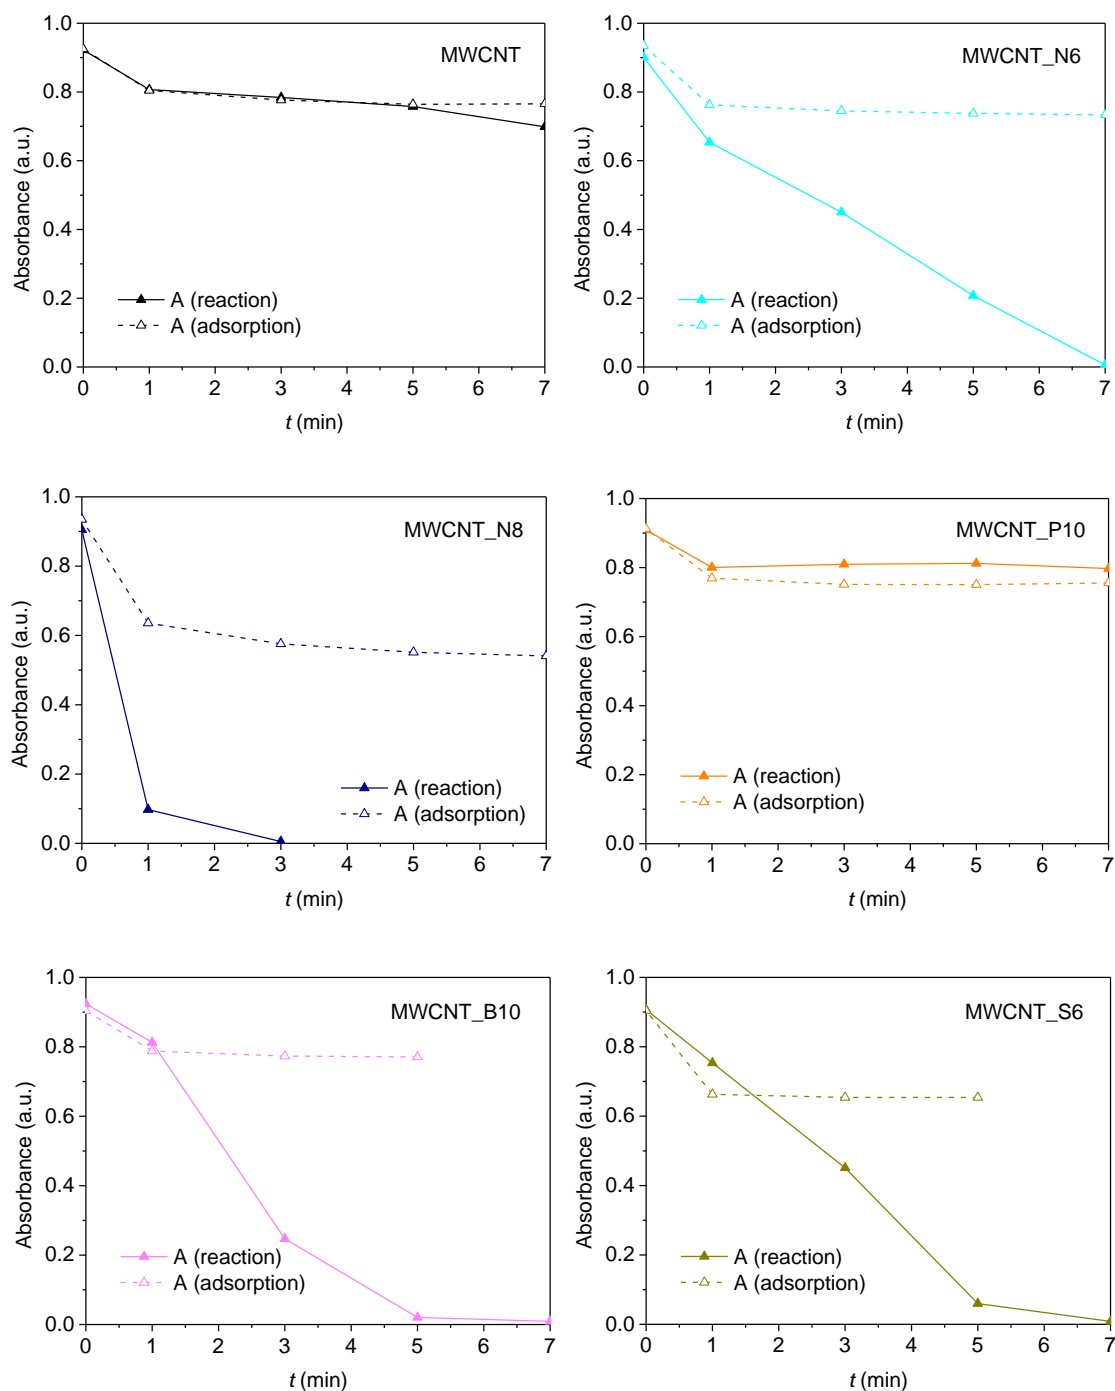 MWCNT
1.0
0.8
0.6
0.4
0.2
0.0
Absorbance (a.u.)
A (reaction)
A (adsorption)
0 1 3 4 5 6 7
t (min)
MWCNT_N6
1.0
0.8
0.6
0.4
0.2
0.0
Absorbance (a.u.)
A (reaction)
A (adsorption)
0 1 2 3 4 5 6 7
t (min)
MWCNT_N8
1.0
0.8
0.6
0.4
0.2
0.0
Absorbance (a.u.)
A (reaction)
A (adsorption)
0 1 2 3 4 5 6 7
t (min)
MWCNT_P10
1.0
0.8
0.6
0.4
0.2
0.0
Absorbance (a.u.)
A (reaction)
A (adsorption)
0 1 2 3 4 5 6 7
t (min)
MWCNT_B10
1.0
0.8
0.6
0.4
0.2
0.0
Absorbance (a.u.)
A (reaction)
A (adsorption)
0 1 2 3 4 5 6 7
t (min)
MWCNT_S6
1.0
0.8
0.6
0.4
0.2
0.0
Absorbance (a.u.)
A (reaction)
A (adsorption)
0 1 2 3 4 5 6 7
t (min)